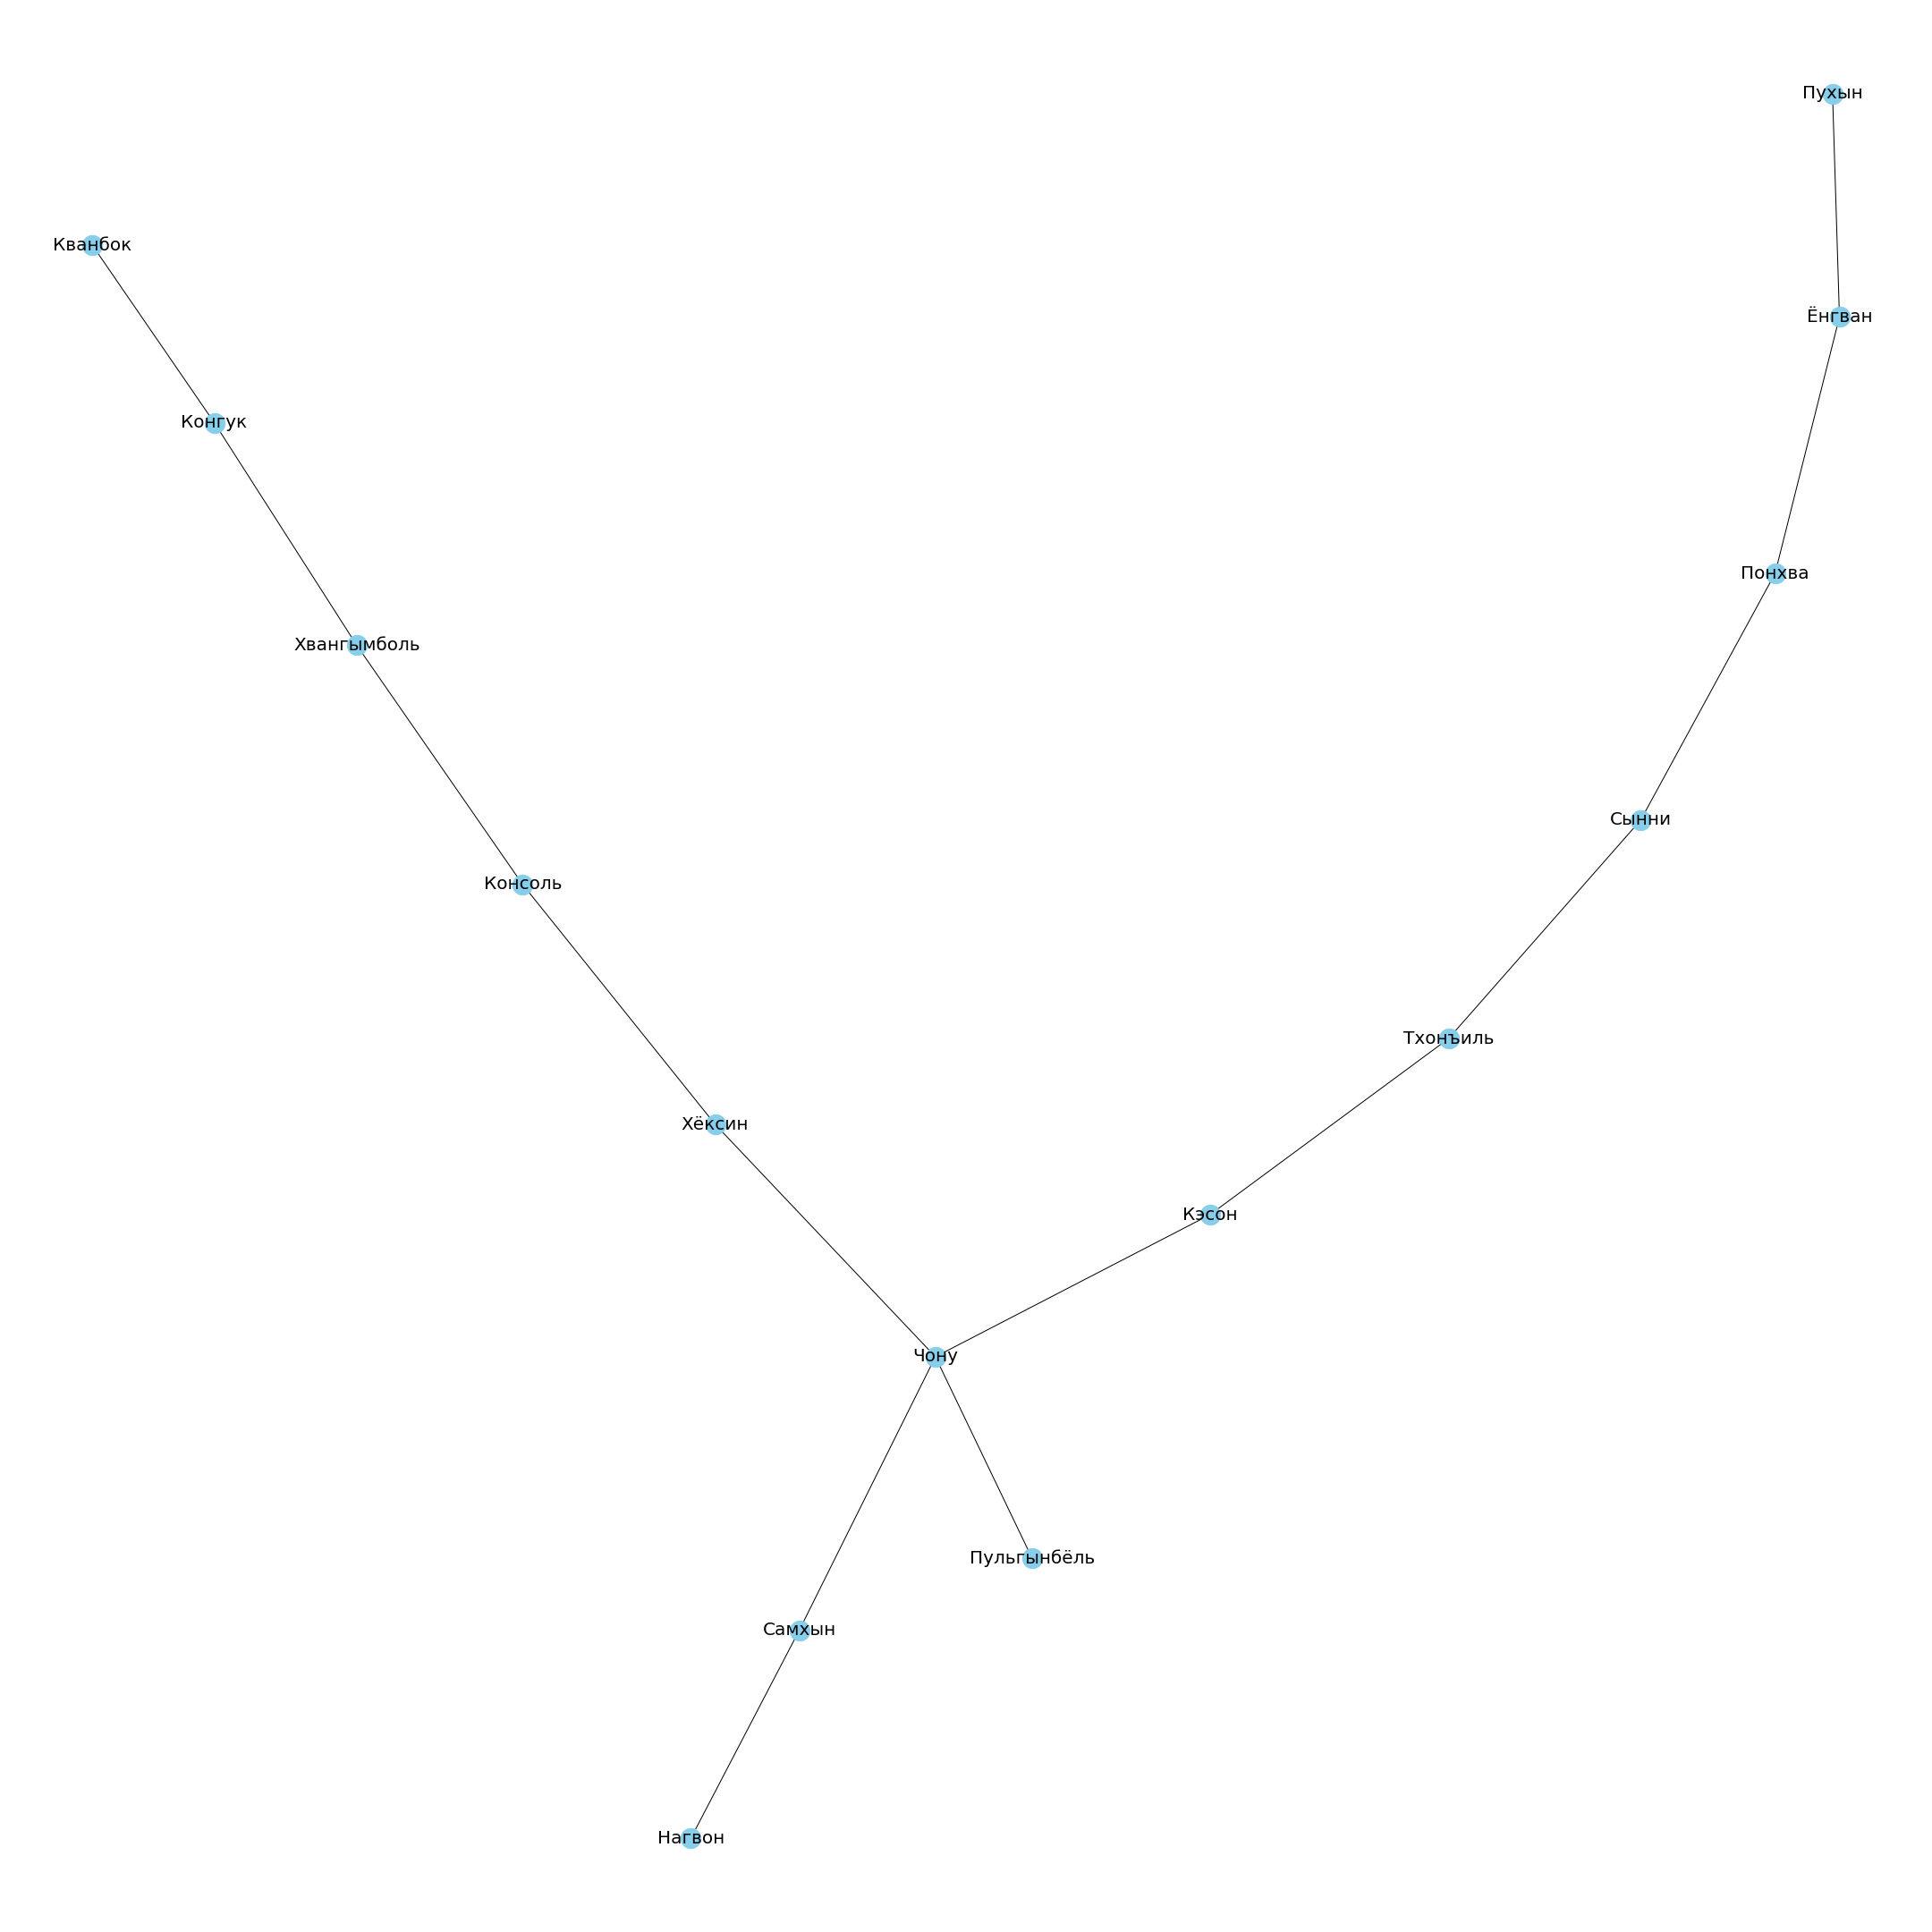 Пухын
Кванбок
Ёнгван
Конгук
Понхва
Хвангымболь
Сынни
Консоль
Тхонъиль
Хёксин
Кэсон
Чону
Пульгынбёль
Самхын
Нагвон